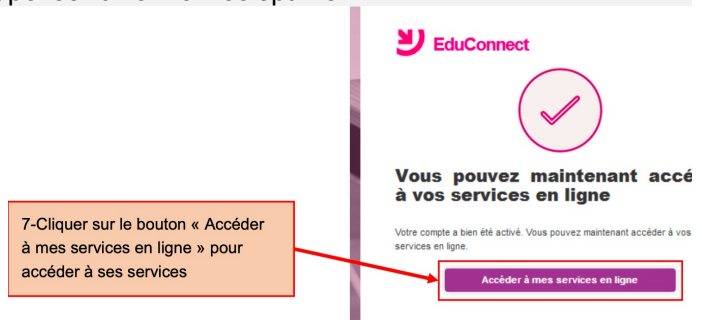 EduConnect
Vous pouvez maintenant accé
à vos services en ligne
Votre compte a bien été activé. Vous pouvez maintenant accéder à vos
services en ligne.
Accéder à mes services en ligne
7-Cliquer sur le bouton « Accéder
à mes services en ligne » pour
accéder à ses services